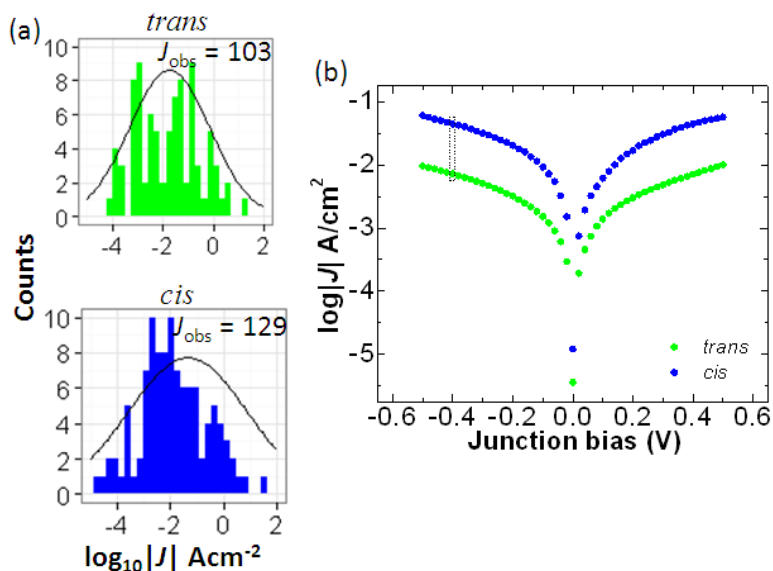 (a)
trans
J_obs = 103
10
8
6
4
2
0
-4 -2 0 2
Counts
cis
J_obs = 129
10
8
6
4
2
0
-4 -2 0 2
log₁₀|J| Acm⁻²
(b)
-1
-2
-3
-4
-5
log|J| A/cm²
trans
cis
-0.6 -0.4 -0.2 0.0 0.2 0.4 0.6
Junction bias (V)